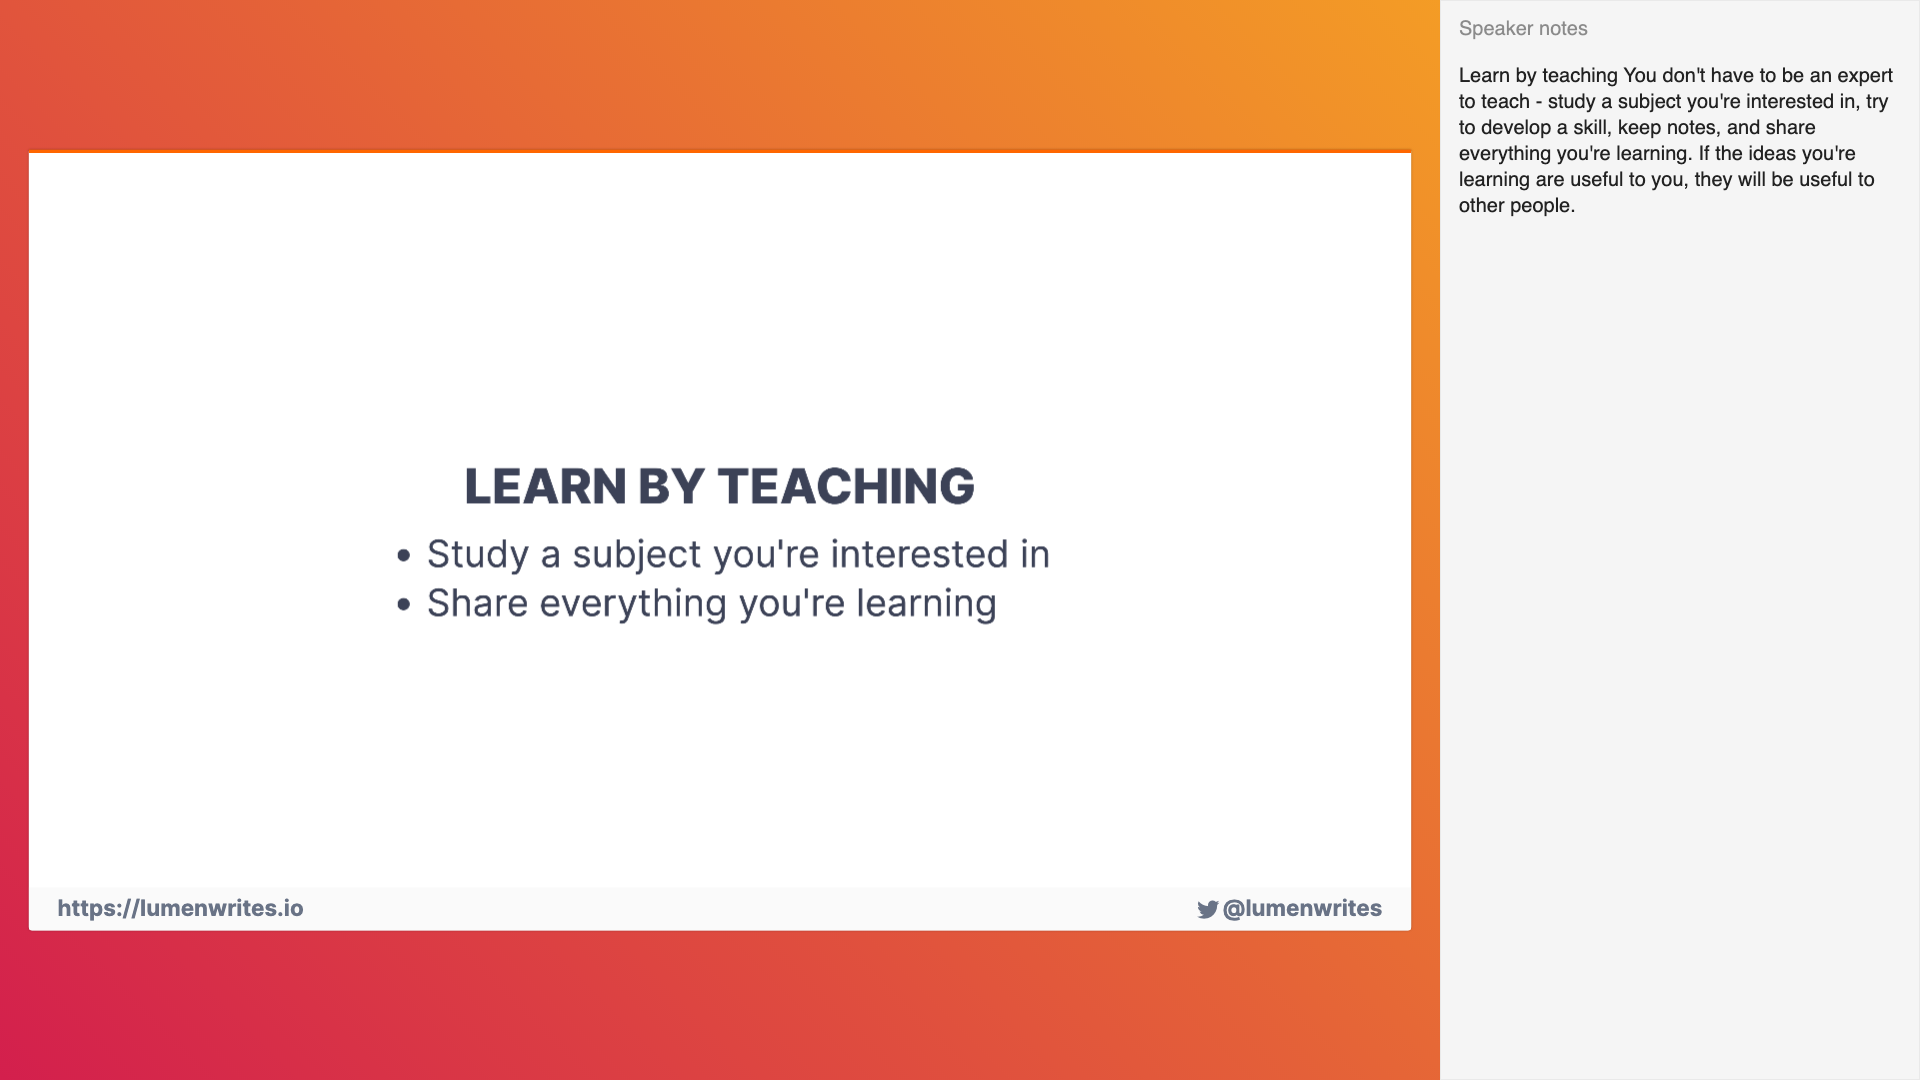 LEARN BY TEACHING
• Study a subject you're interested in
• Share everything you're learning
https://lumenwrites.io
@lumenwrites
Speaker notes
Learn by teaching You don't have to be an expert
to teach - study a subject you're interested in, try
to develop a skill, keep notes, and share
everything you're learning. If the ideas you're
learning are useful to you, they will be useful to
other people.